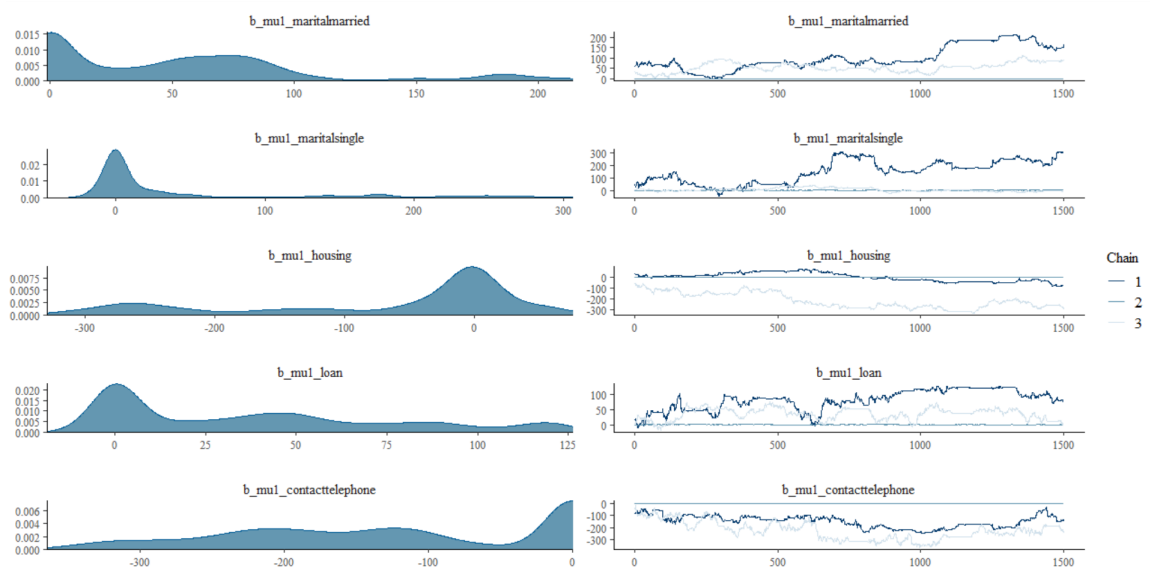 b_mu1_maritalmarried b_mu1_maritalmarried
0.015 200
0.010 150
0.005 100
0.000 50
0
0 50 100 150 200 0 500 1000 1500
b_mu1_maritalsingle b_mu1_maritalsingle
0.02 300
0.01 200
0.00 100
0
0 100 200 300 0 500 1000 1500
b_mu1_housing b_mu1_housing
0.0075 0
0.0050 -100
0.0025 -200
0.0000 -300
-300 -200 -100 0 0 500 1000 1500
Chain
1
2
3
b_mu1_loan b_mu1_loan
0.020 100
0.015 50
0.010 0
0.005
0.000
0 25 50 75 100 125 0 500 1000 1500
b_mu1_contacttelephone b_mu1_contacttelephone
0.006 0
0.004 -100
0.002 -200
0.000 -300
-300 -200 -100 0 0 500 1000 1500